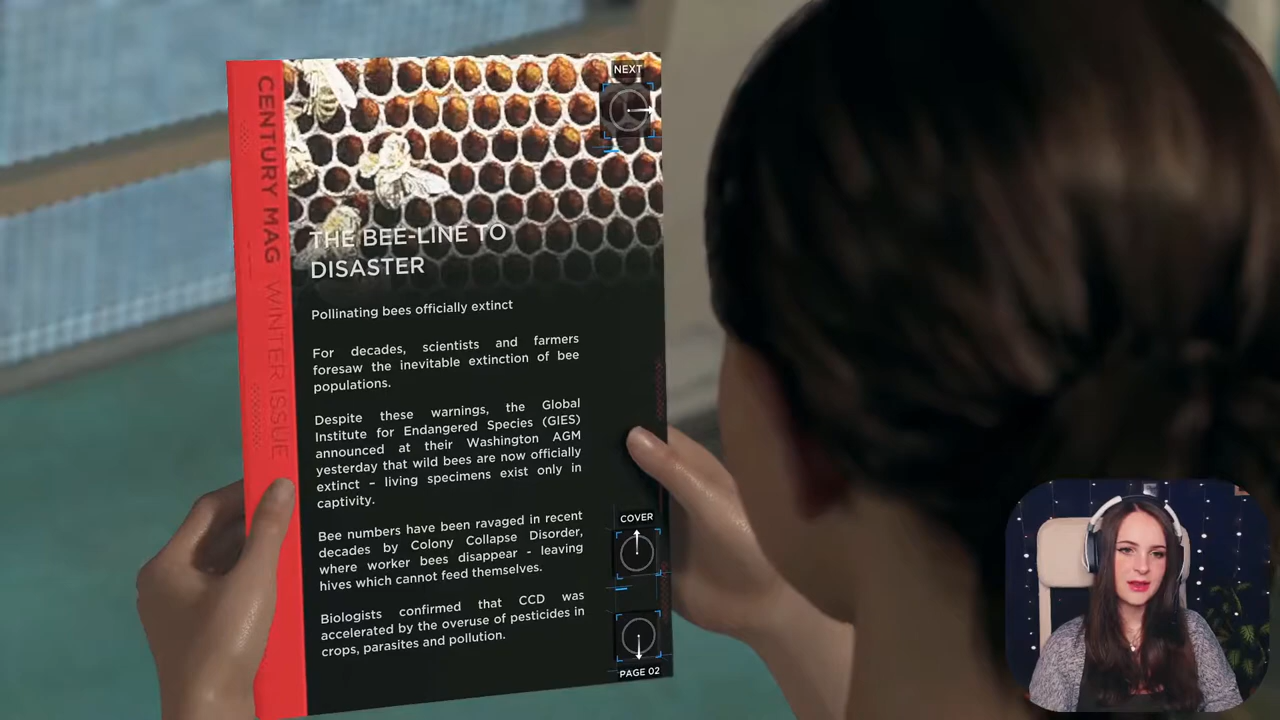 CENTURY MAG WINTER ISSUE
NEXT
THE BEE-LINE TO
DISASTER
Pollinating bees officially extinct
For decades, scientists and farmers
foresaw the inevitable extinction of bee
populations.
Despite these warnings, the Global
Institute for Endangered Species (GIES)
announced at their Washington AGM
yesterday that wild bees are now officially
extinct - living specimens exist only in
captivity.
Bee numbers have been ravaged in recent
decades by Colony Collapse Disorder,
where worker bees disappear - leaving
hives which cannot feed themselves.
Biologists confirmed that CCD was
accelerated by the overuse of pesticides in
crops, parasites and pollution.
COVER
PAGE 02